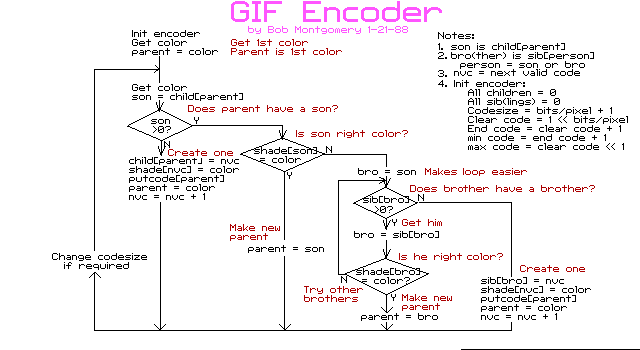 GIF Encoder
by Bob Montgomery 1-21-88
Init encoder
Get color
parent = color
Get 1st color
Parent is 1st color
Notes:
1. son is child[parent]
2. bro(ther) is sib[person]
person = son or bro
3. nvc = next valid code
4. Init encoder:
All children = 0
All sib(lings) = 0
Codesize = bits/pixel + 1
Clear code = 1 << bits/pixel
End code = clear code + 1
min code = end code + 1
max code = clear code << 1
Get color
son = child[parent]
Does parent have a son?
son
>0?
Y
N
Create one
child[parent] = nvc
shade[nvc] = color
putcode[parent]
parent = color
nvc = nvc + 1
Is son right color?
shade[son]
= color
N
Y
Make new
parent
parent = son
bro = son
Makes loop easier
Does brother have a brother?
sib[bro]
>0?
N
Y
Get him
bro = sib[bro]
Is he right color?
shade[bro]
= color?
N
Y
Try other
brothers
Make new
parent
parent = bro
Create one
sib[bro] = nvc
shade[nvc] = color
putcode[parent]
parent = color
nvc = nvc + 1
Change codesize
if required